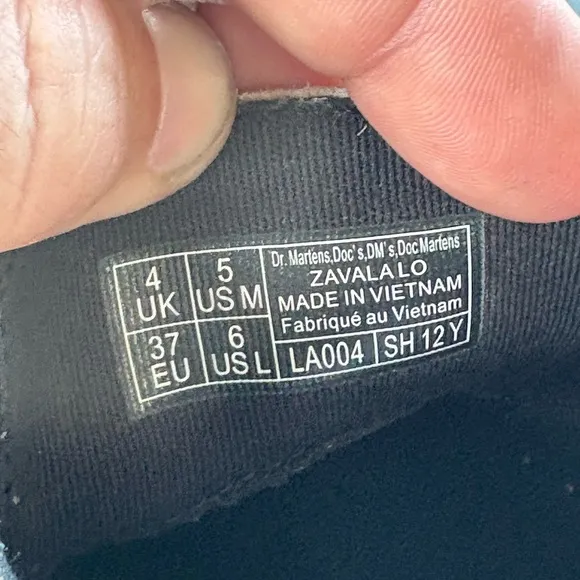 4 UK
5 US M
37 EU
6 US L
Dr. Martens,Doc's,DM's,Doc Martens
ZAVALA LO
MADE IN VIETNAM
Fabriqué au Vietnam
LA004 SH 12 Y